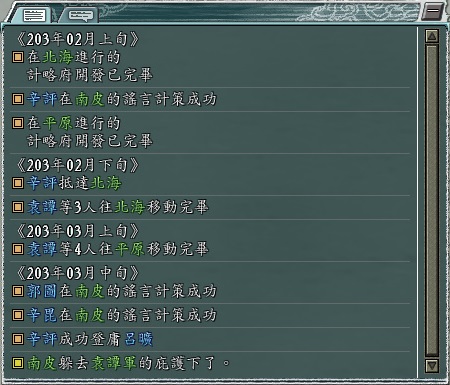 《203年02月上旬》
在北海進行的
計略府開發已完畢
辛評在南皮的謠言計策成功
在平原進行的
計略府開發已完畢
《203年02月下旬》
辛評抵達北海
袁譚等3人往北海移動完畢
《203年03月上旬》
袁譚等4人往平原移動完畢
《203年03月中旬》
郭圖在南皮的謠言計策成功
辛毘在南皮的謠言計策成功
辛評成功登庸呂曠
南皮躲去袁譚軍的庇護下了。